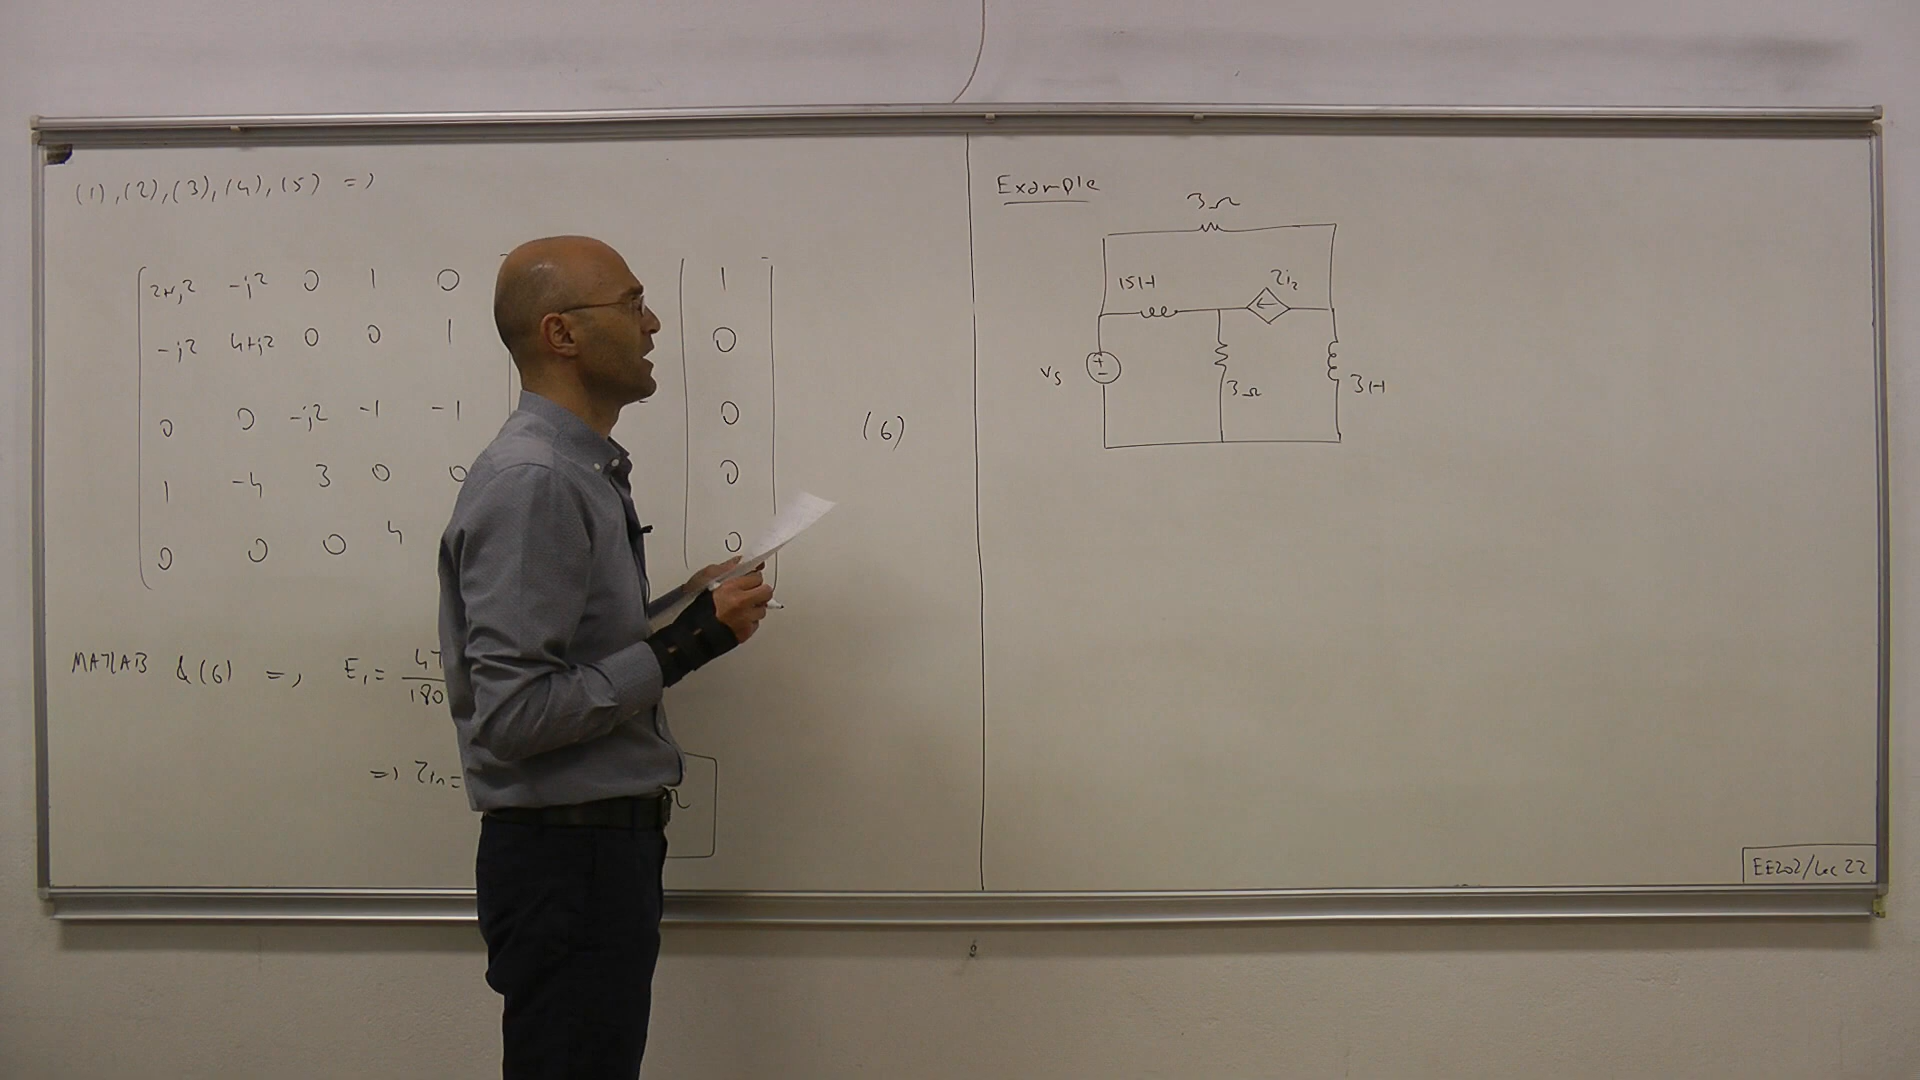 (1), (2), (3), (4), (5) =>
2+j2 -j2 0 1 0 1
-j2 4+j2 0 0 1 0
0 0 -j2 -1 -1 = 0
1 -4 3 0 0 0
0 0 0 4 0
(6)
MATLAB & (6) => E1 =
180
=> Zin = Ω
Example
3Ω
15H
2i2
vs
+
-
3Ω
3H
EE202/Lec 22